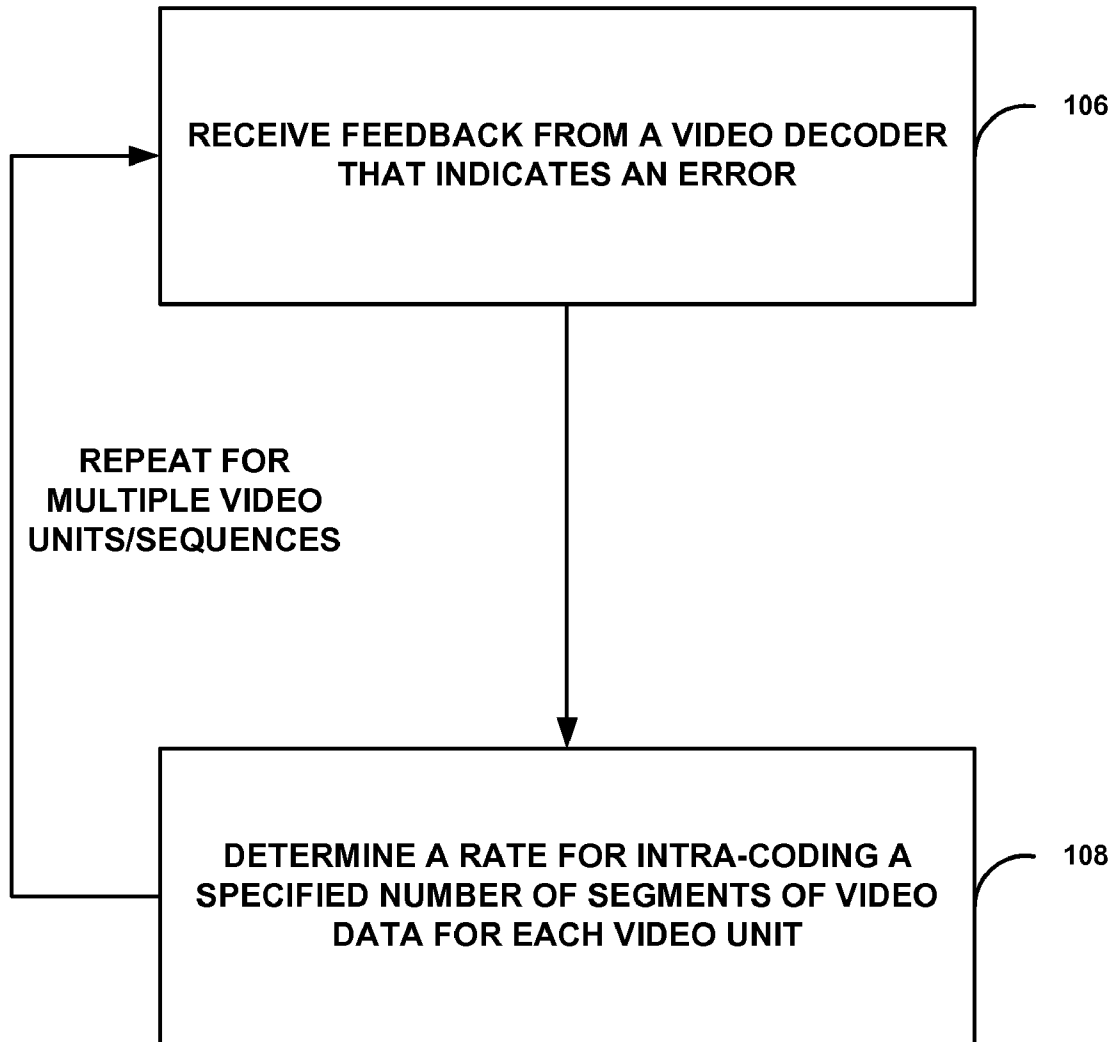 RECEIVE FEEDBACK FROM A VIDEO DECODER
THAT INDICATES AN ERROR
106
REPEAT FOR
MULTIPLE VIDEO
UNITS/SEQUENCES
DETERMINE A RATE FOR INTRA-CODING A
SPECIFIED NUMBER OF SEGMENTS OF VIDEO
DATA FOR EACH VIDEO UNIT
108